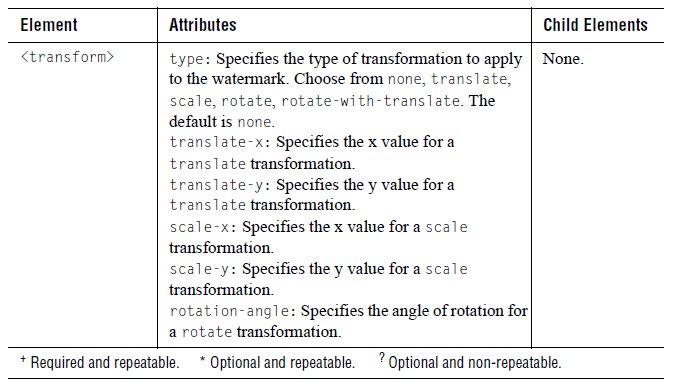 Element Attributes Child Elements
<transform> type: Specifies the type of transformation to apply None.
to the watermark. Choose from none, translate,
scale, rotate, rotate-with-translate. The
default is none.
translate-x: Specifies the x value for a
translate transformation.
translate-y: Specifies the y value for a
translate transformation.
scale-x: Specifies the x value for a scale
transformation.
scale-y: Specifies the y value for a scale
transformation.
rotation-angle: Specifies the angle of rotation for
a rotate transformation.
+ Required and repeatable. * Optional and repeatable. ? Optional and non-repeatable.